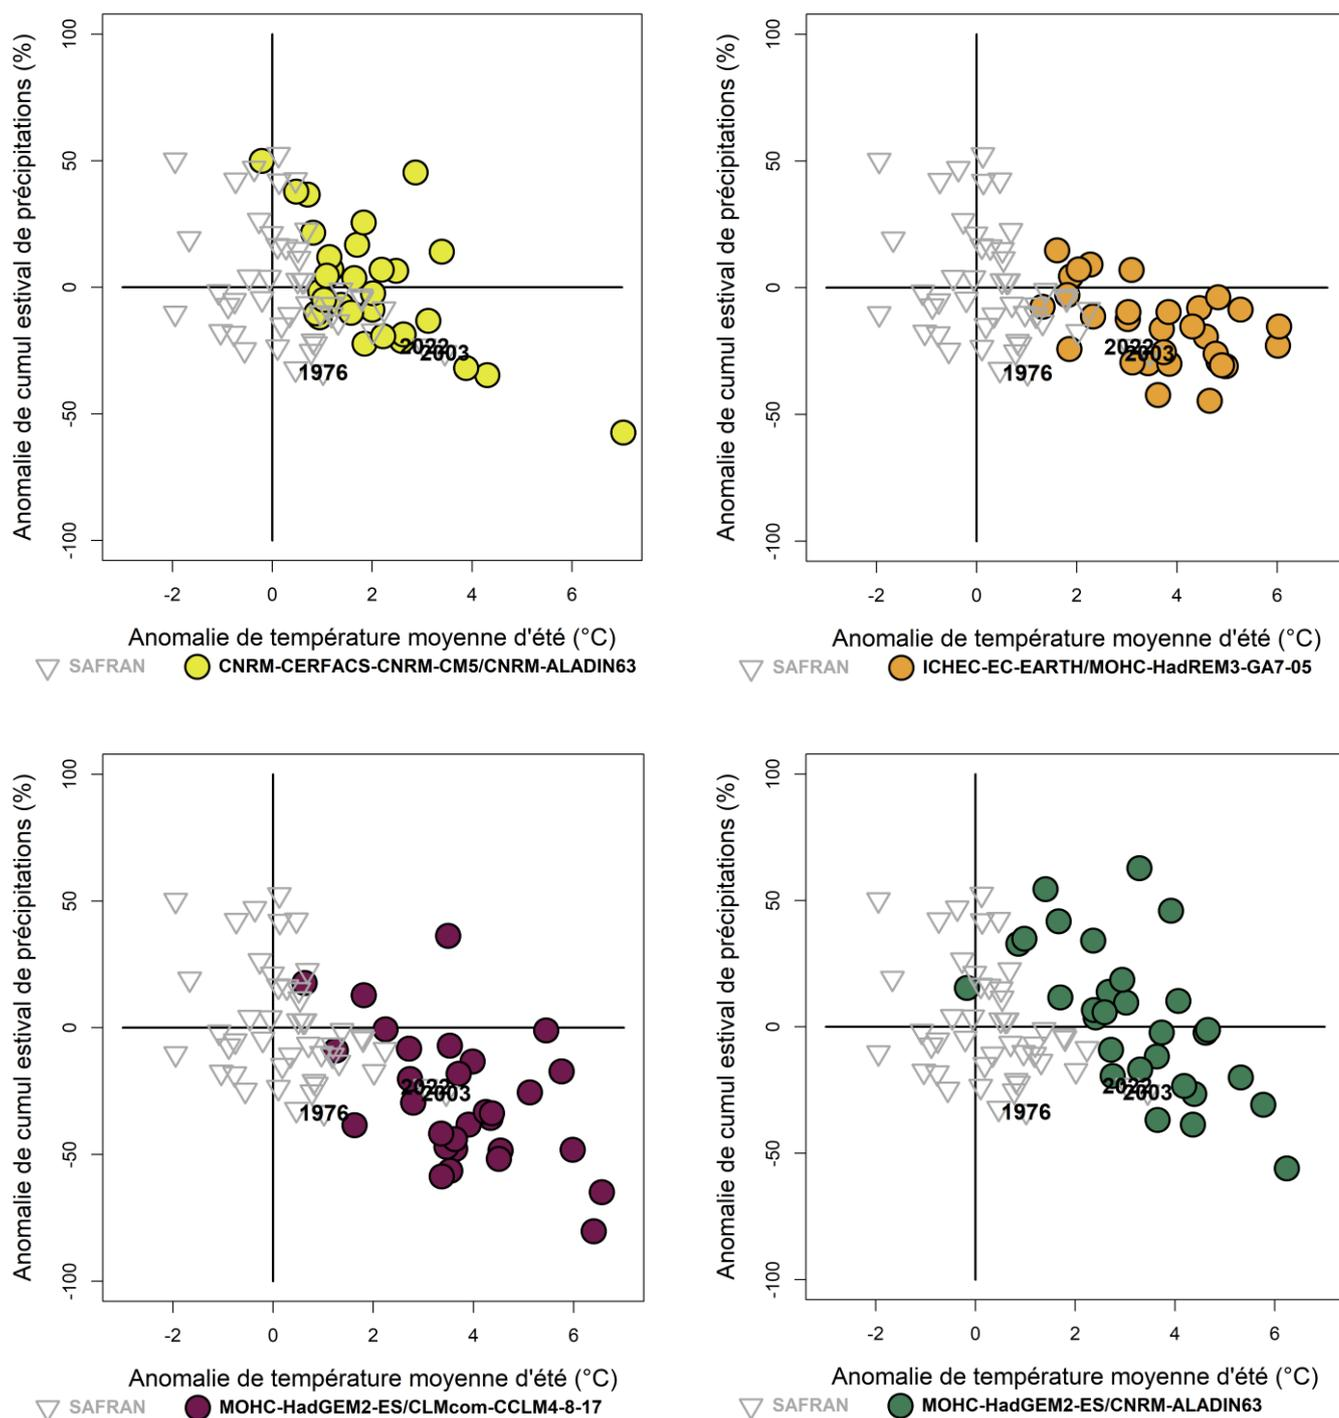 Anomalie de cumul estival de précipitations (%)
100
50
0
-50
-100
2022
2003
1976
-2 0 2 4 6
Anomalie de température moyenne d'été (°C)
SAFRAN CNRM-CERFACS-CNRM-CM5/CNRM-ALADIN63
Anomalie de cumul estival de précipitations (%)
100
50
0
-50
-100
2022
2003
1976
-2 0 2 4 6
Anomalie de température moyenne d'été (°C)
SAFRAN ICHEC-EC-EARTH/MOHC-HadREM3-GA7-05
Anomalie de cumul estival de précipitations (%)
100
50
0
-50
-100
2022
2003
1976
-2 0 2 4 6
Anomalie de température moyenne d'été (°C)
SAFRAN MOHC-HadGEM2-ES/CLMcom-CCLM4-8-17
Anomalie de cumul estival de précipitations (%)
100
50
0
-50
-100
2022
2003
1976
-2 0 2 4 6
Anomalie de température moyenne d'été (°C)
SAFRAN MOHC-HadGEM2-ES/CNRM-ALADIN63